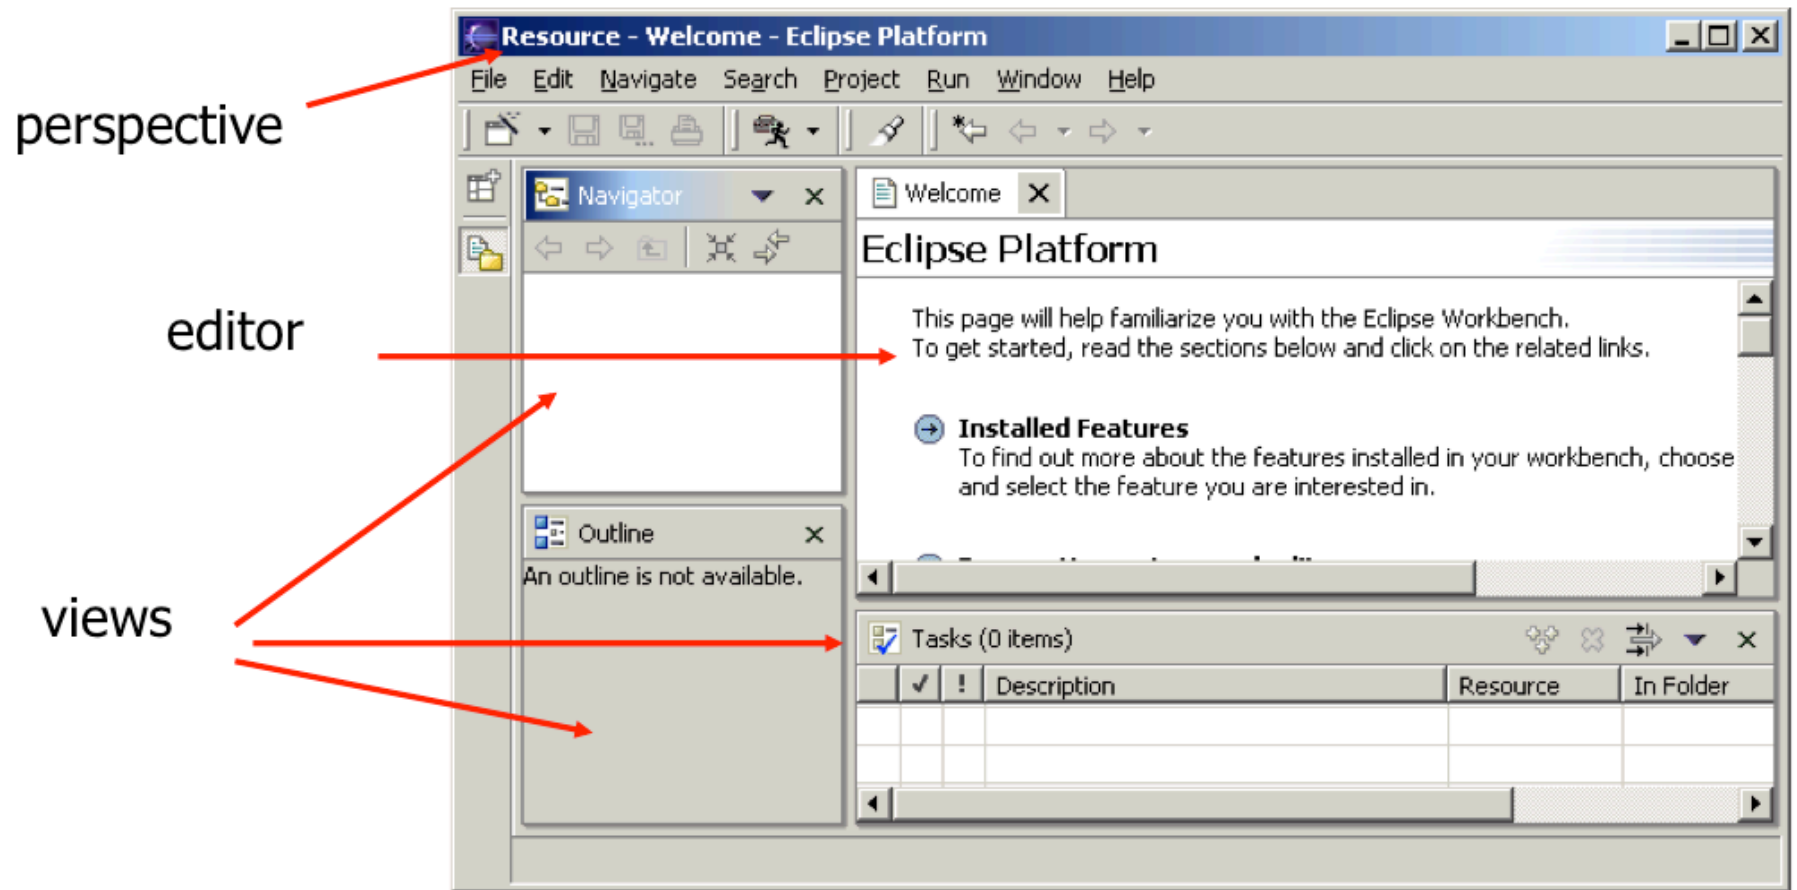 Resource - Welcome - Eclipse Platform
File Edit Navigate Search Project Run Window Help
perspective
Navigator
Welcome
Eclipse Platform
This page will help familiarize you with the Eclipse Workbench.
To get started, read the sections below and click on the related links.
editor
Installed Features
To find out more about the features installed in your workbench, choose
and select the feature you are interested in.
Outline
An outline is not available.
views
Tasks (0 items)
! Description Resource In Folder